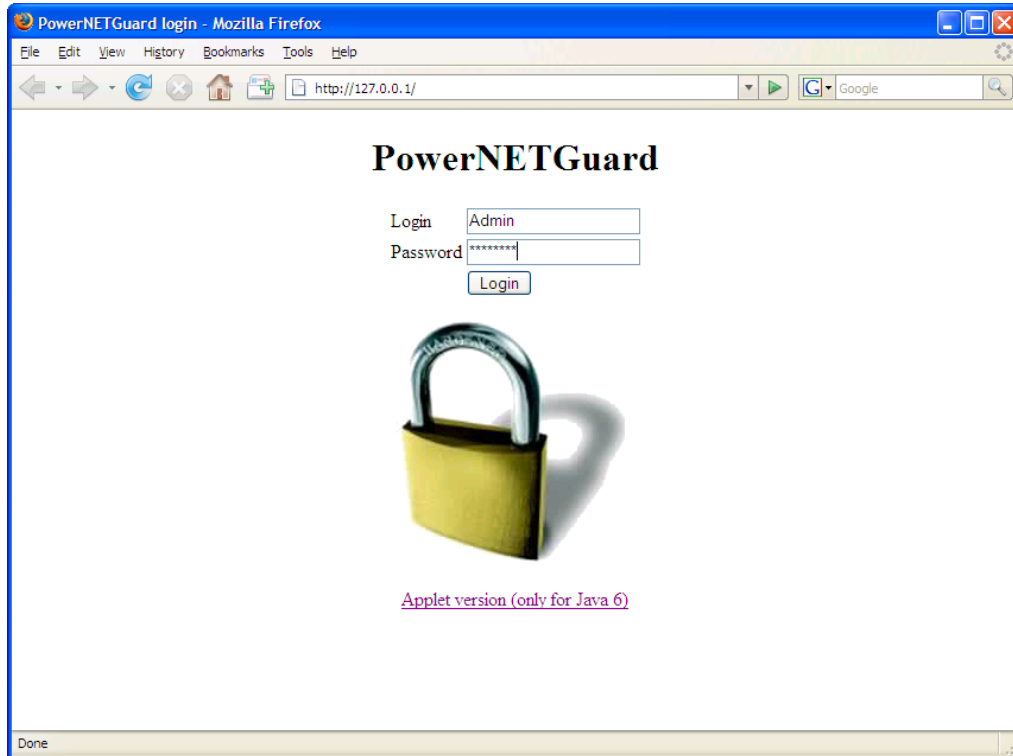 PowerNETGuard login - Mozilla Firefox
File Edit View History Bookmarks Tools Help
http://127.0.0.1/ G Google
PowerNETGuard
Login Admin
Password ********
Login
HARDENED
Applet version (only for Java 6)
Done